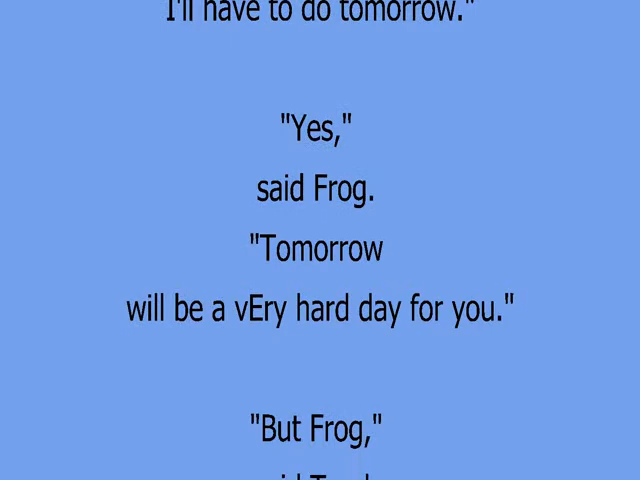 I'll have to do tomorrow."
"Yes,"
said Frog.
"Tomorrow
will be a vEry hard day for you."
"But Frog,"